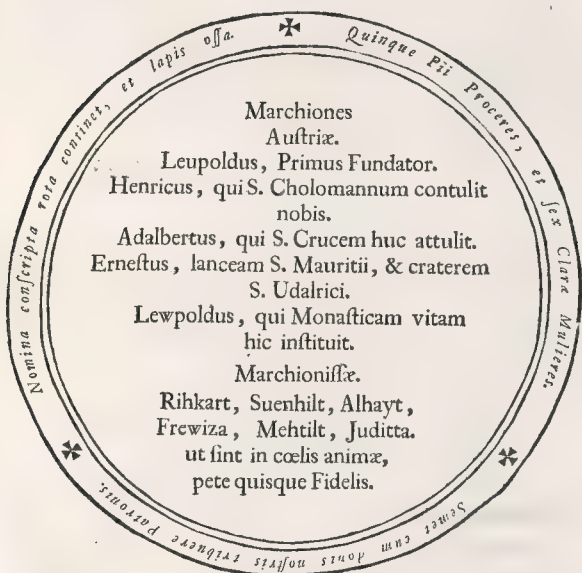 Quinque Pii Proceres, et ſex Claræ Mulieres.
Semet cum donis noſtris tribuere Patronis.
Nomina conſcripta rota continet, et lapis oſſa.
Marchiones
Auſtriæ.
Leupoldus, Primus Fundator.
Henricus, qui S. Cholomannum contulit
nobis.
Adalbertus, qui S. Crucem huc attulit.
Erneſtus, lanceam S. Mauritii, & craterem
S. Udalrici.
Lewpoldus, qui Monaſticam vitam
hic inſtituit.
Marchioniſſæ.
Rihkart, Suenhilt, Alhayt,
Frewiza, Mehtilt, Juditta.
ut ſint in cœlis animæ,
pete quisque Fidelis.